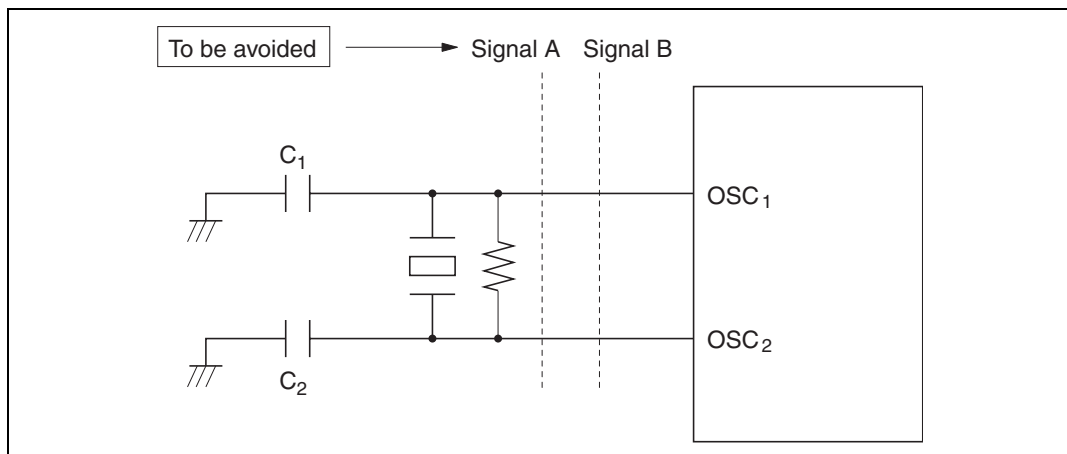 To be avoided
Signal A
Signal B
C1
OSC1
OSC2
C2